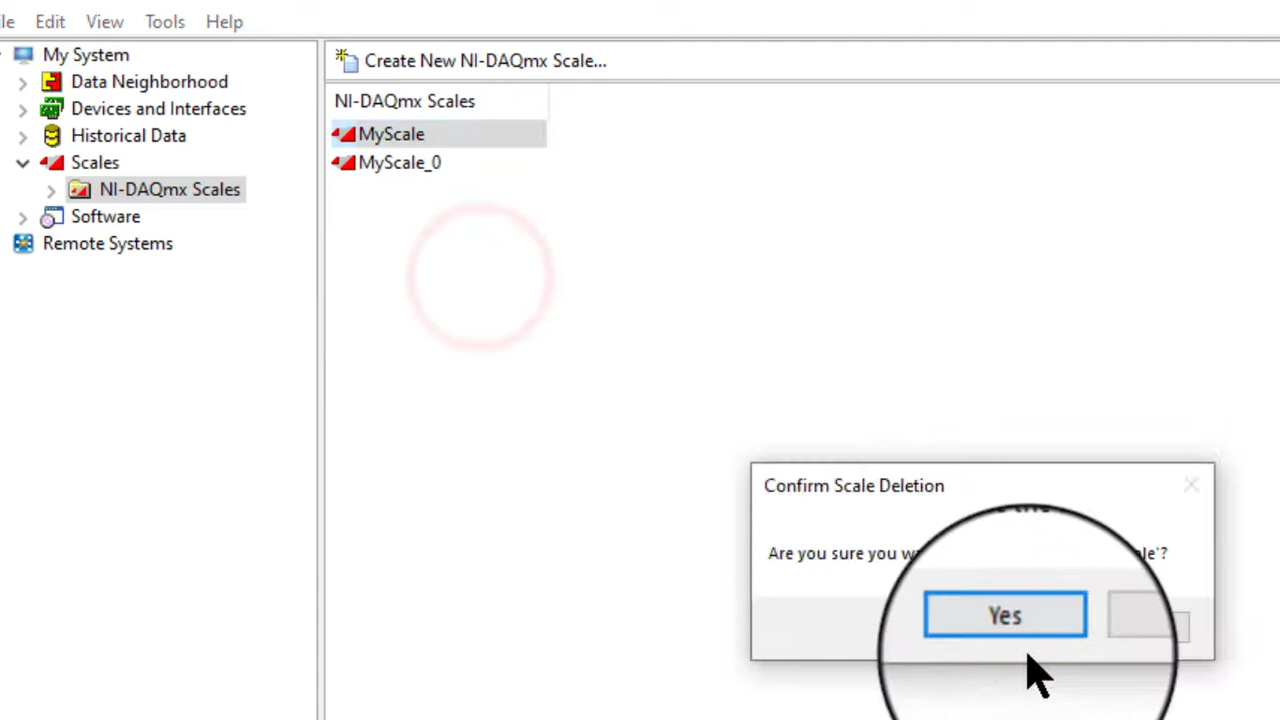 ile Edit View Tools Help
My System
Data Neighborhood
Devices and Interfaces
Historical Data
Scales
NI-DAQmx Scales
Software
Remote Systems
Create New NI-DAQmx Scale...
NI-DAQmx Scales
MyScale
MyScale_0
Confirm Scale Deletion
Are you sure you
Yes